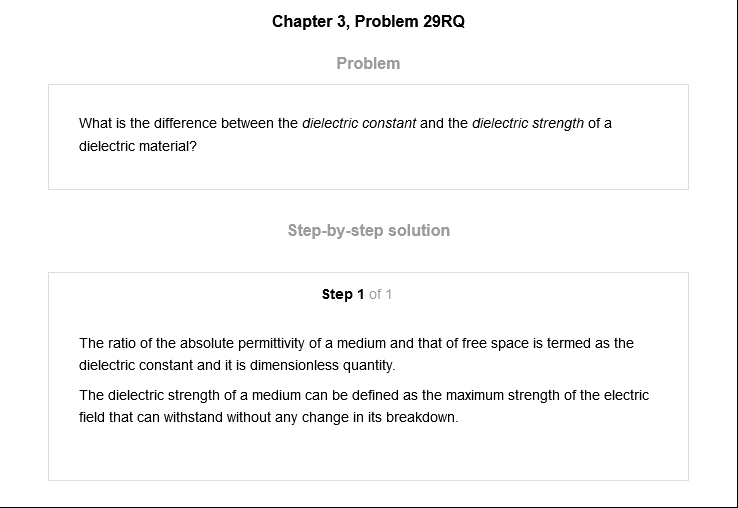 Chapter 3, Problem 29RQ
Problem
What is the difference between the dielectric constant and the dielectric strength of a
dielectric material?
Step-by-step solution
Step 1 of 1
The ratio of the absolute permittivity of a medium and that of free space is termed as the
dielectric constant and it is dimensionless quantity.
The dielectric strength of a medium can be defined as the maximum strength of the electric
field that can withstand without any change in its breakdown.